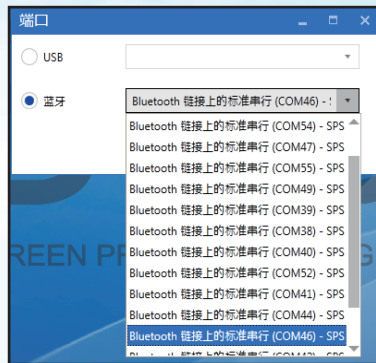 端口
USB
蓝牙
Bluetooth 链接上的标准串行 (COM46) - S
Bluetooth 链接上的标准串行 (COM54) - SPS
Bluetooth 链接上的标准串行 (COM47) - SPS
Bluetooth 链接上的标准串行 (COM55) - SPS
Bluetooth 链接上的标准串行 (COM49) - SPS
Bluetooth 链接上的标准串行 (COM39) - SPS
Bluetooth 链接上的标准串行 (COM38) - SPS
Bluetooth 链接上的标准串行 (COM40) - SPS
Bluetooth 链接上的标准串行 (COM52) - SPS
Bluetooth 链接上的标准串行 (COM41) - SPS
Bluetooth 链接上的标准串行 (COM44) - SPS
Bluetooth 链接上的标准串行 (COM46) - SPS
REEN P G